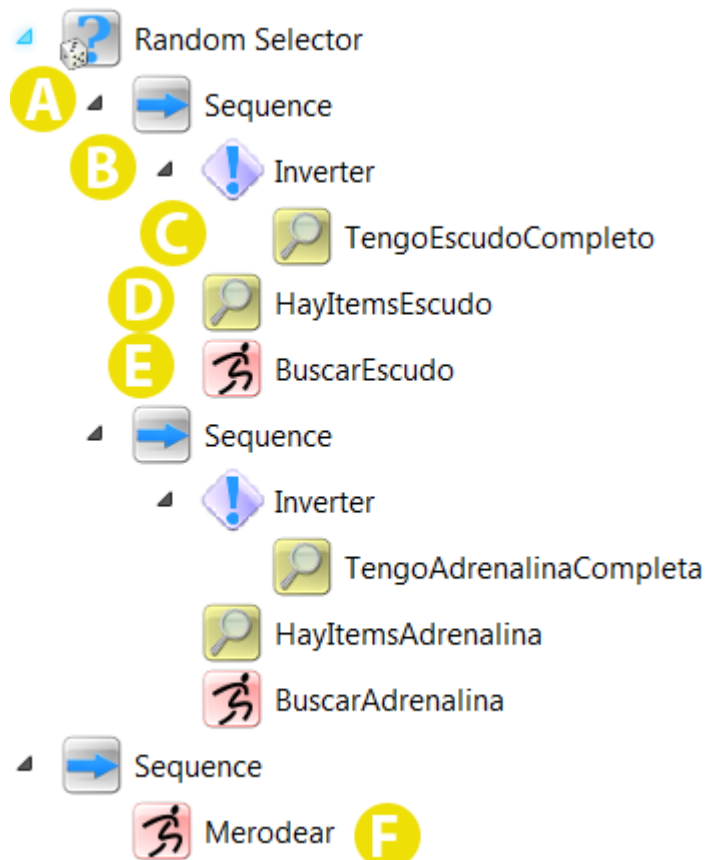 Random Selector
A Sequence
B Inverter
C TengoEscudoCompleto
D HayItemsEscudo
E BuscarEscudo
Sequence
Inverter
TengoAdrenalinaCompleta
HayItemsAdrenalina
BuscarAdrenalina
Sequence
Merodear F